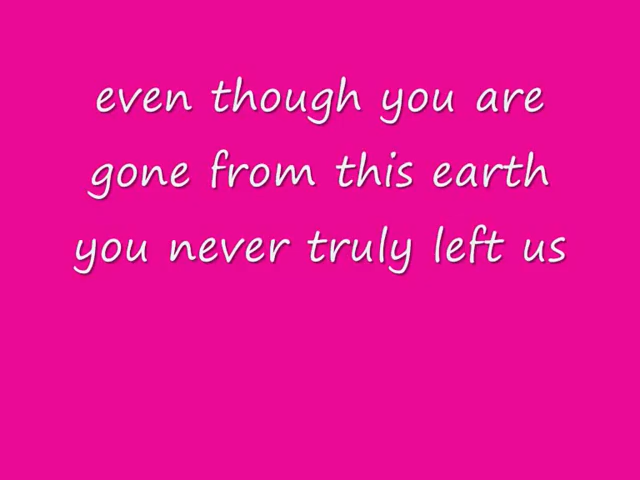 even though you are
gone from this earth
you never truly left us